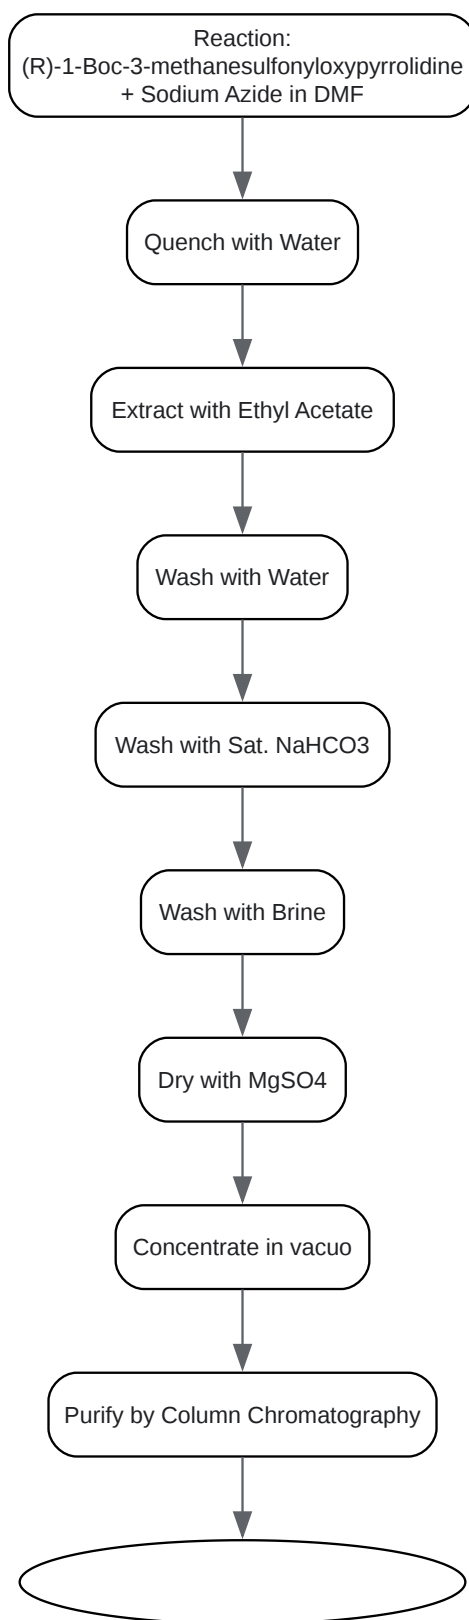 Reaction:
(R)-1-Boc-3-methanesulfonyloxypyrrolidine
+ Sodium Azide in DMF
Quench with Water
Extract with Ethyl Acetate
Wash with Water
Wash with Sat. NaHCO3
Wash with Brine
Dry with MgSO4
Concentrate in vacuo
Purify by Column Chromatography